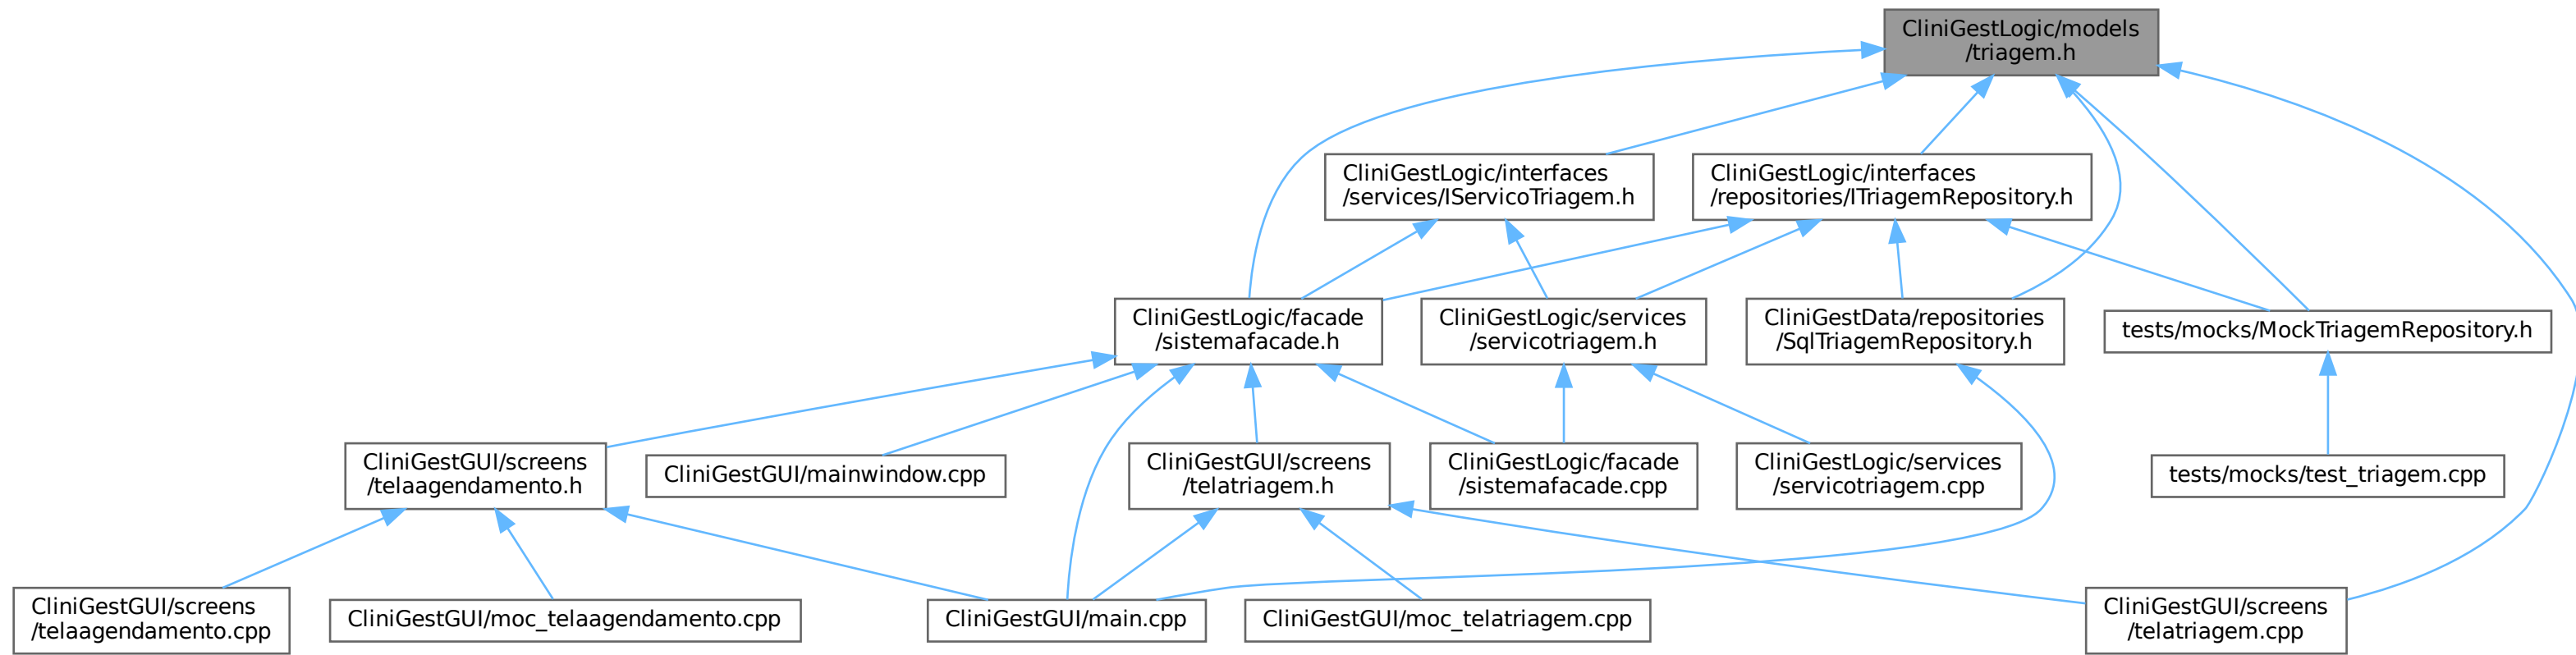 CliniGestLogic/models
/triagem.h
CliniGestLogic/interfaces
/services/IServicoTriagem.h
CliniGestLogic/interfaces
/repositories/ITriagemRepository.h
CliniGestLogic/facade
/sistemafacade.h
CliniGestLogic/services
/servicotriagem.h
CliniGestData/repositories
/SqlTriagemRepository.h
tests/mocks/MockTriagemRepository.h
CliniGestGUI/screens
/telaagendamento.h
CliniGestGUI/mainwindow.cpp
CliniGestGUI/screens
/telatriagem.h
CliniGestLogic/facade
/sistemafacade.cpp
CliniGestLogic/services
/servicotriagem.cpp
tests/mocks/test_triagem.cpp
CliniGestGUI/screens
/telaagendamento.cpp
CliniGestGUI/moc_telaagendamento.cpp
CliniGestGUI/main.cpp
CliniGestGUI/moc_telatriagem.cpp
CliniGestGUI/screens
/telatriagem.cpp